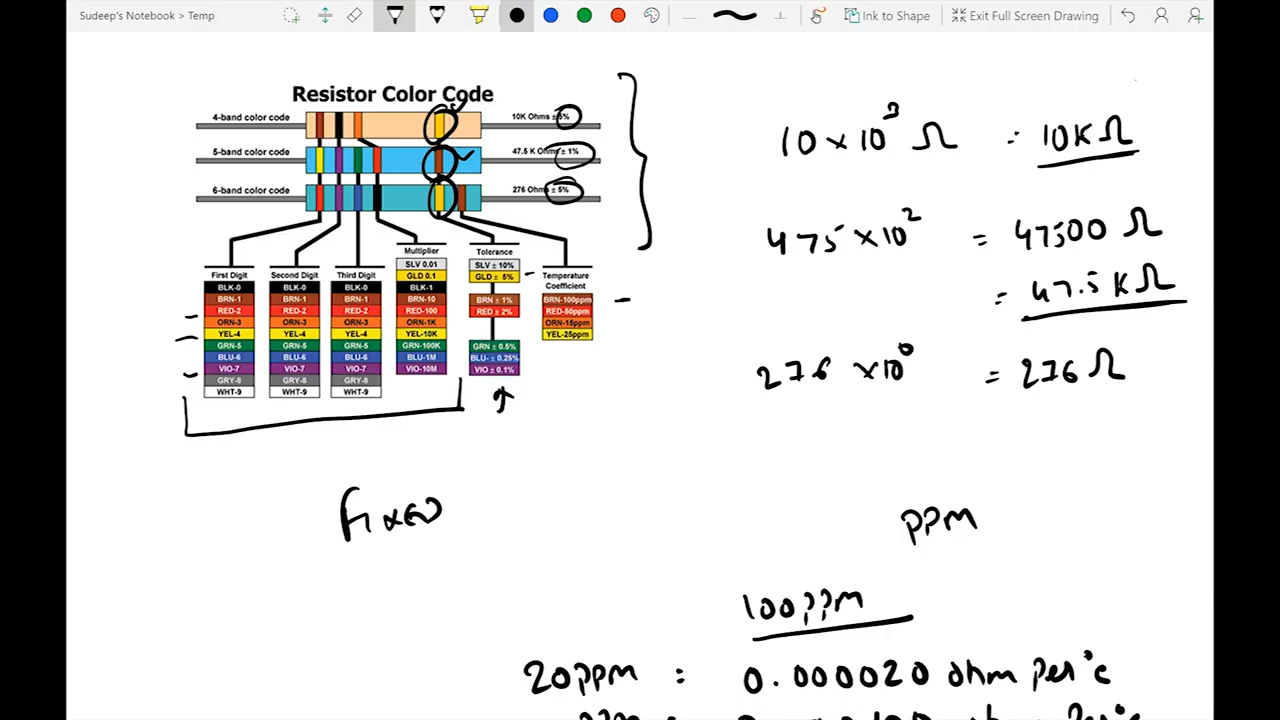 Sudeep's Notebook > Temp
Ink to Shape
Exit Full Screen Drawing
Resistor Color Code
4-band color code
10K Ohms ± 5%
5-band color code
47.5 K Ohms ± 1%
6-band color code
276 Ohms ± 5%
First Digit
BLK-0
BRN-1
RED-2
ORN-3
YEL-4
GRN-5
BLU-6
VIO-7
GRY-8
WHT-9
Second Digit
BLK-0
BRN-1
RED-2
ORN-3
YEL-4
GRN-5
BLU-6
VIO-7
GRY-8
WHT-9
Third Digit
BLK-0
BRN-1
RED-2
ORN-3
YEL-4
GRN-5
BLU-6
VIO-7
GRY-8
WHT-9
Multiplier
SLV 0.01
GLD 0.1
BLK-1
BRN-10
RED-100
ORN-1K
YEL-10K
GRN-100K
BLU-1M
VIO-10M
Tolerance
SLV ± 10%
GLD ± 5%
BRN ± 1%
RED ± 2%
GRN ± 0.5%
BLU- ± 0.25%
VIO ± 0.1%
Temperature
Coefficient
BRN-100ppm
RED-50ppm
ORN-15ppm
YEL-25ppm
10 × 10³ Ω = 10K Ω
475 × 10² = 47500 Ω
= 47.5 K Ω
276 × 10⁰ = 276 Ω
Fixed
ppm
100ppm
20ppm = 0.000020 ohm per °c